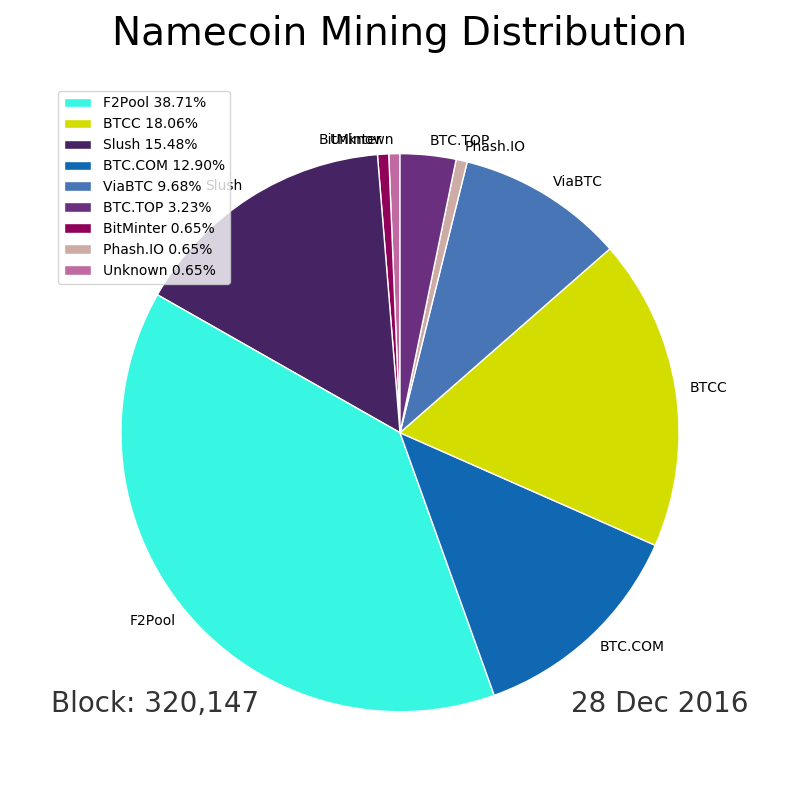 Namecoin Mining Distribution
F2Pool 38.71%
BTCC 18.06%
Slush 15.48%
BTC.COM 12.90%
ViaBTC 9.68%
BTC.TOP 3.23%
BitMinter 0.65%
Phash.IO 0.65%
Unknown 0.65%
BitMinter
Unknown
BTC.TOP
Phash.IO
ViaBTC
Slush
BTCC
F2Pool
BTC.COM
Block: 320,147
28 Dec 2016